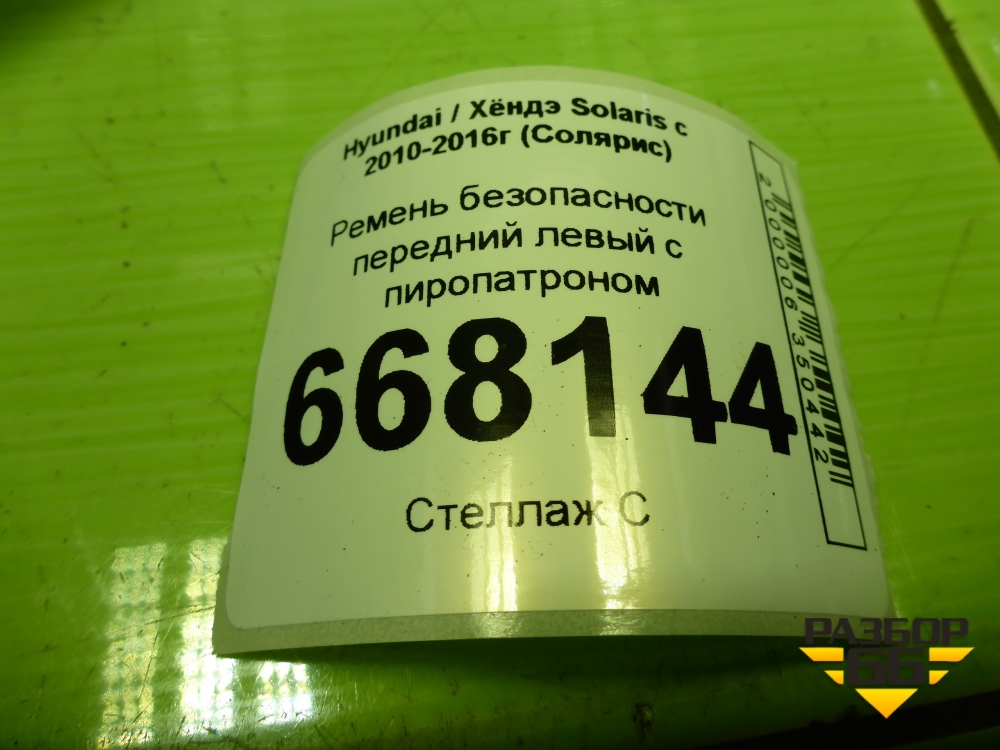 Hyundai / Хёндэ Solaris с
2010-2016г (Солярис)
Ремень безопасности
передний левый с
пиропатроном
668144
Стеллаж С
2000006350442
РАЗБОР
66